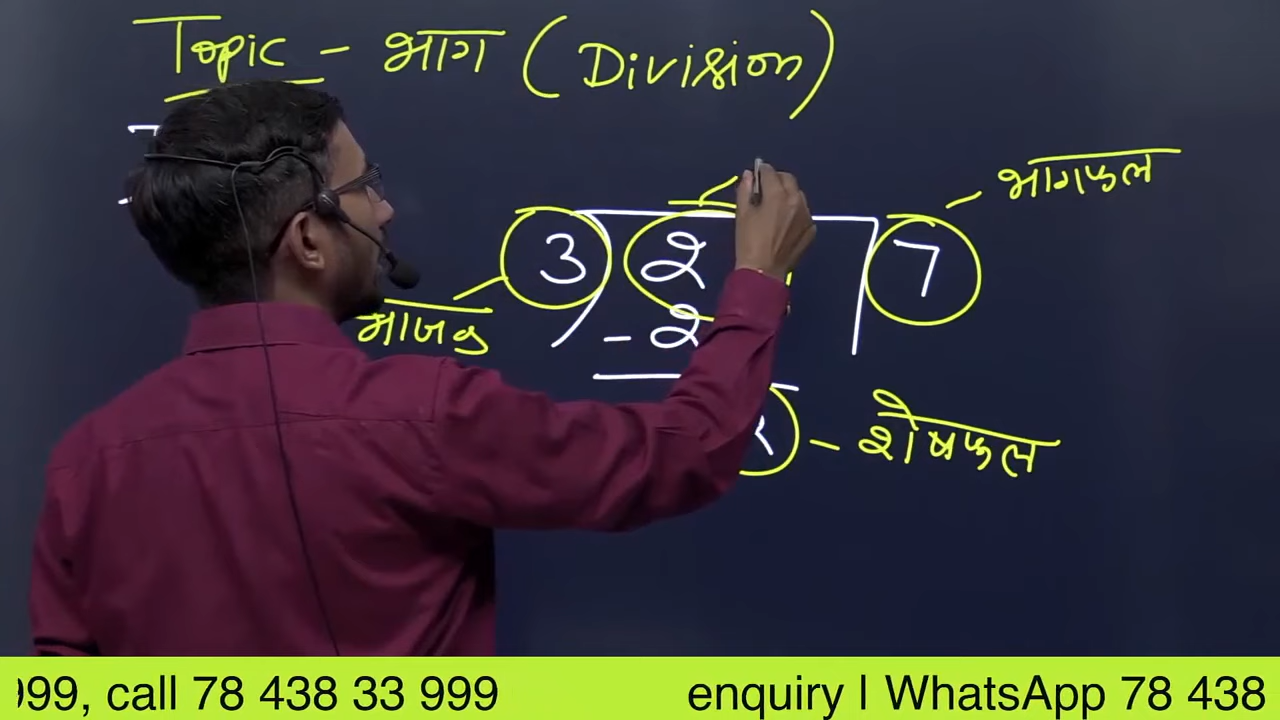 Topic - भाग (Division)
भागफल
3 2 7
भाजक
- 2
- शेषफल
999, call 78 438 33 999 enquiry | WhatsApp 78 438